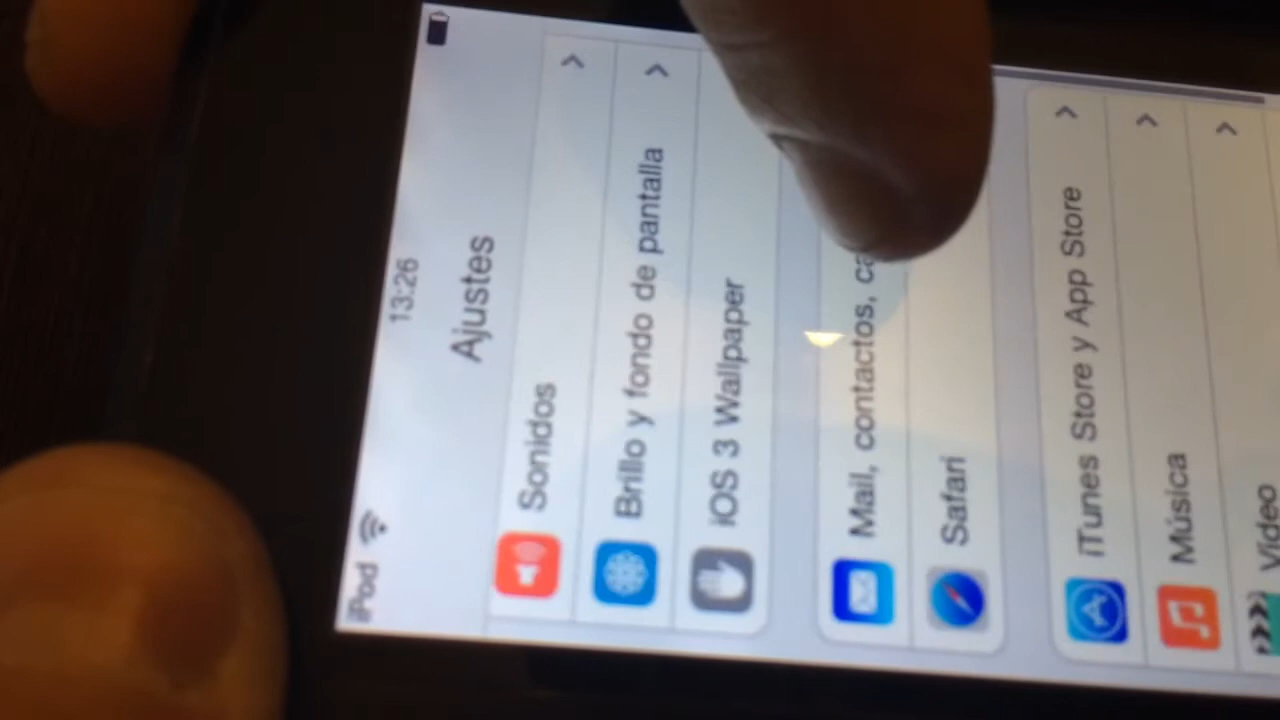 iPod
13:26
Ajustes
Sonidos
Brillo y fondo de pantalla
iOS 3 Wallpaper
Mail, contactos, ca
Safari
iTunes Store y App Store
Música
Vídeo